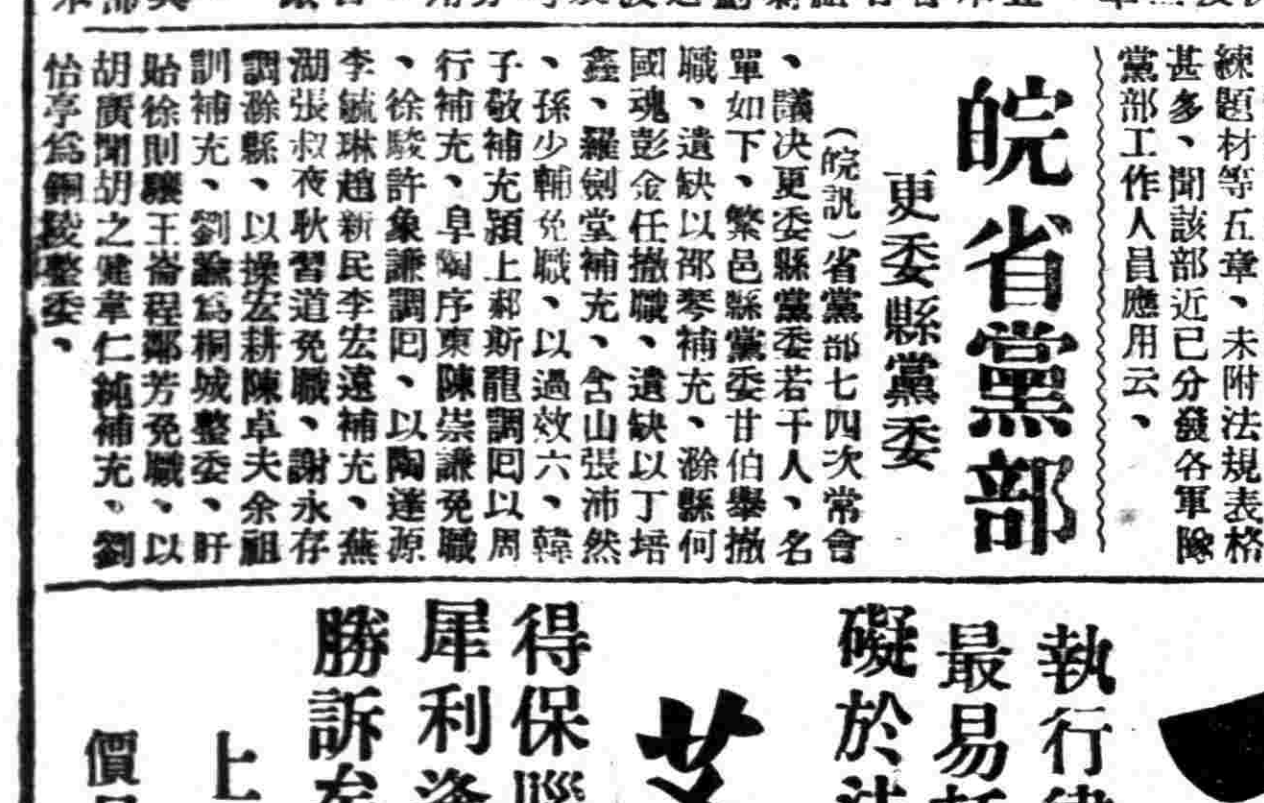 練題材等五章、未附法規表格
甚多、聞該部近已分發各軍隊
黨部工作人員應用云、
皖省黨部
更委縣黨委
（皖訊）省黨部七四次常會
、議决更委縣黨委若干人、名
單如下、繁邑縣黨委甘伯舉撤
職、遺缺以邵琴補充、滁縣何
國魂彭金任撤職、遺缺以丁培
鑫、羅劍堂補充、含山張沛然
、孫少輔免職、以過效六、韓
子敬補充潁上郝斯龍調回以周
行補充、阜陶序東陳崇謙免職
、徐駿許象謙調回、以陶蓬源
李毓琳趙新民李宏遠補充、蕪
湖張叔夜耿習道免職、謝永存
調滁縣、以操宏耕陳卓夫余祖
訓補充、劉謙爲桐城整委、盱
貽徐則驤王崙程鄰芳免職、以
胡廣聞胡之健韋仁純補充、劉
怡亭爲銅陵整委、
執行
最易
礙於
得保
犀利
勝訴
上
價